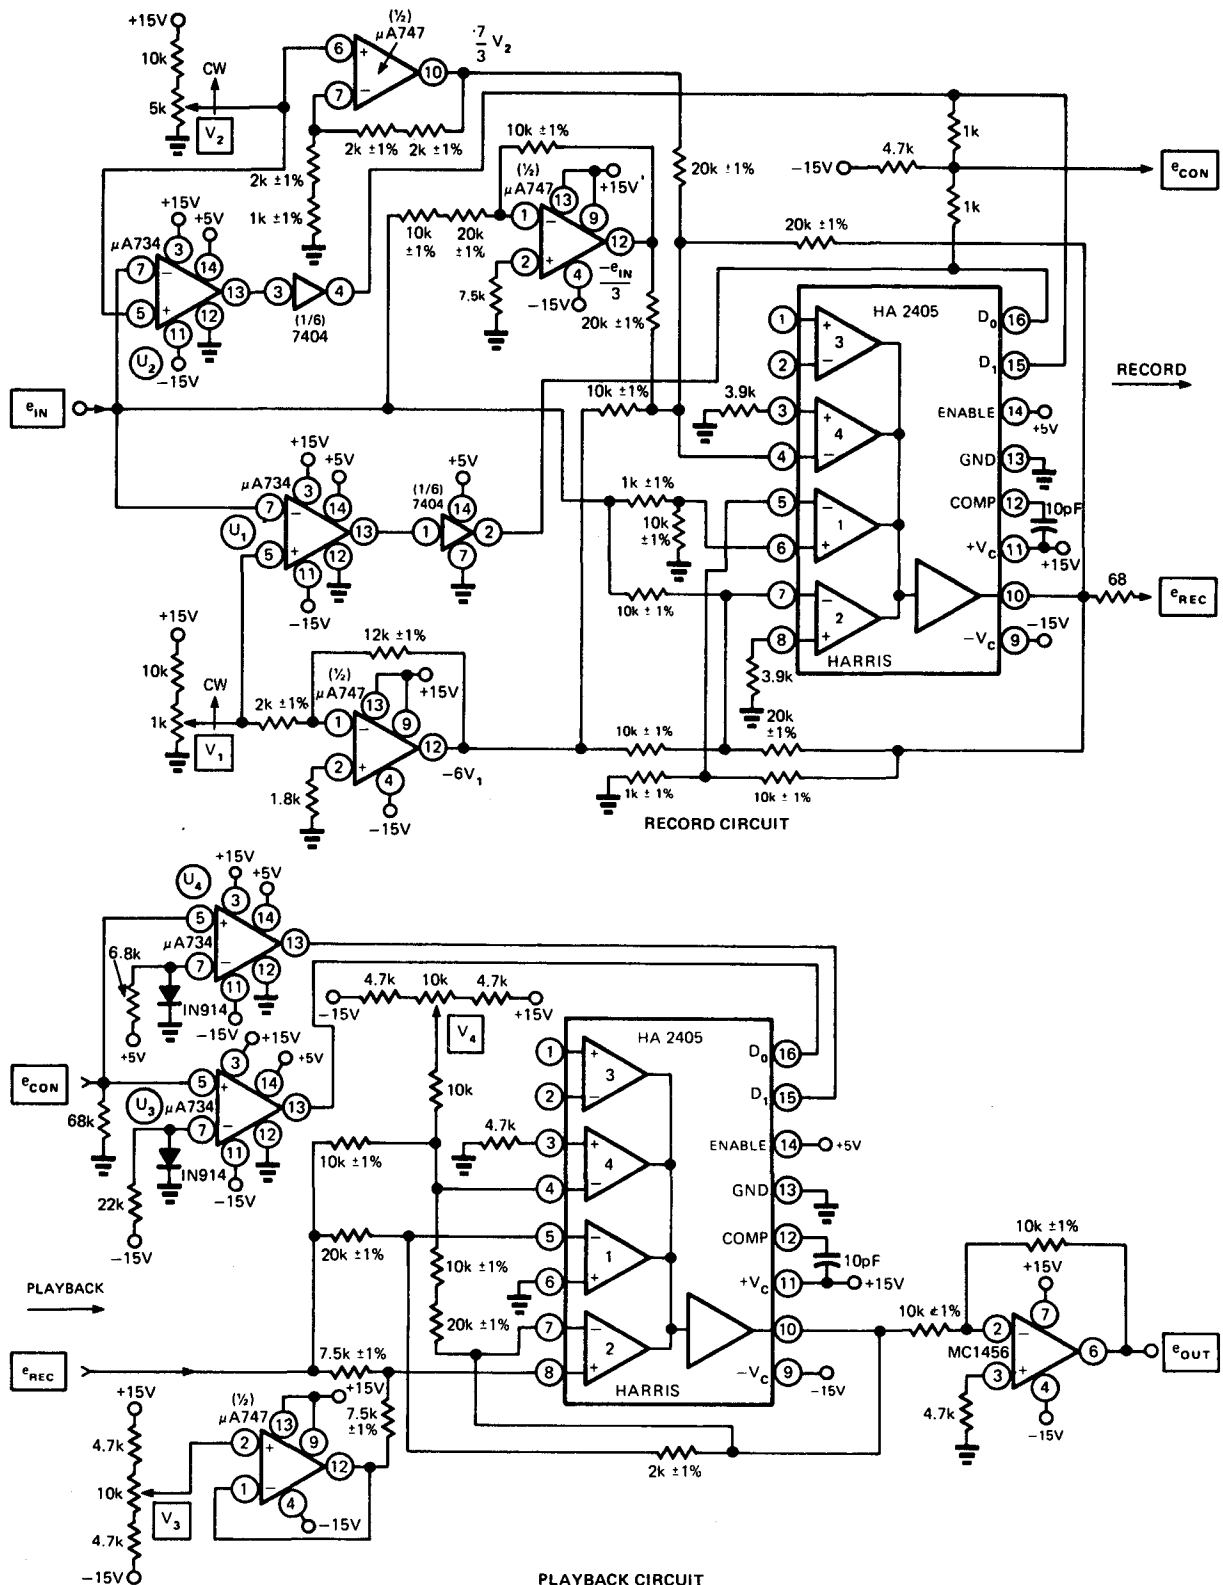 +15V
10k
CW
5k
V2
(½)
μA747
6
7
10
7/3 V2
2k ±1% 2k ±1%
2k ±1%
1k ±1%
10k ±1%
(½)
μA747
13
+15V
9
1
2
12
4
-15V
-eIN/3
10k ±1%
20k ±1%
7.5k
20k ±1%
20k ±1%
20k ±1%
1k
-15V
4.7k
1k
eCON
+15V
+5V
μA734
3
14
7
5
13
12
11
U2
-15V
3
4
(1/6)
7404
eIN
+15V
+5V
μA734
3
14
7
5
13
12
11
U1
-15V
+5V
(1/6)
7404
14
1
2
7
10k ±1%
3.9k
1k ±1%
10k ±1%
10k ±1%
3.9k
HA 2405
1
2
3
4
5
6
7
8
3
4
1
2
HARRIS
D0 16
D1 15
ENABLE 14
+5V
GND 13
COMP 12
10pF
+VC 11
+15V
10
-VC 9
-15V
RECORD
68
eREC
+15V
10k
CW
1k
V1
2k ±1%
12k ±1%
(½)
μA747
13
+15V
9
1
2
12
4
-15V
-6V1
1.8k
10k ±1%
20k ±1%
1k ±1%
10k ±1%
RECORD CIRCUIT
U4
+15V
+5V
3
14
5
7
13
12
11
μA734
6.8k
IN914
-15V
+5V
+15V
+5V
3
14
5
7
13
12
11
U3
μA734
eCON
68k
IN914
-15V
22k
-15V
-15V
4.7k
10k
4.7k
+15V
V4
10k
10k ±1%
4.7k
20k ±1%
10k ±1%
20k ±1%
HA 2405
1
2
3
4
5
6
7
8
3
4
1
2
HARRIS
D0 16
D1 15
ENABLE 14
+5V
GND 13
COMP 12
10pF
+VC 11
+15V
10
-VC 9
-15V
PLAYBACK
eREC
7.5k ±1%
7.5k ±1%
+15V
4.7k
10k
V3
4.7k
-15V
(½)
μA747
13
+15V
9
2
1
12
4
-15V
2k ±1%
10k ±1%
10k ±1%
+15V
7
2
MC1456
3
6
4
-15V
4.7k
eOUT
PLAYBACK CIRCUIT